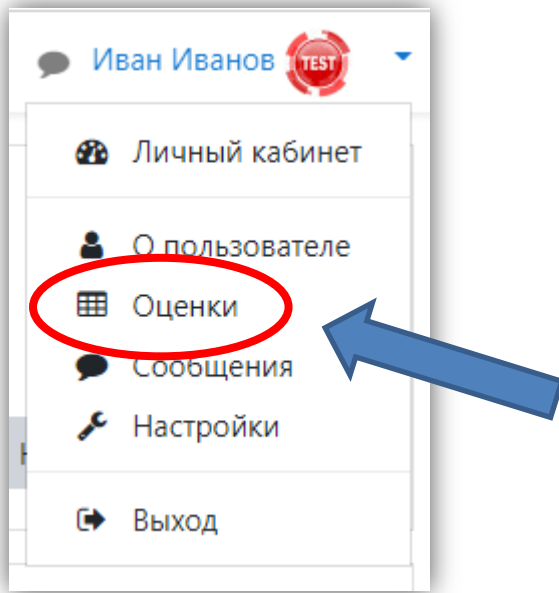 Иван Иванов TEST
Личный кабинет
О пользователе
Оценки
Сообщения
Настройки
Выход